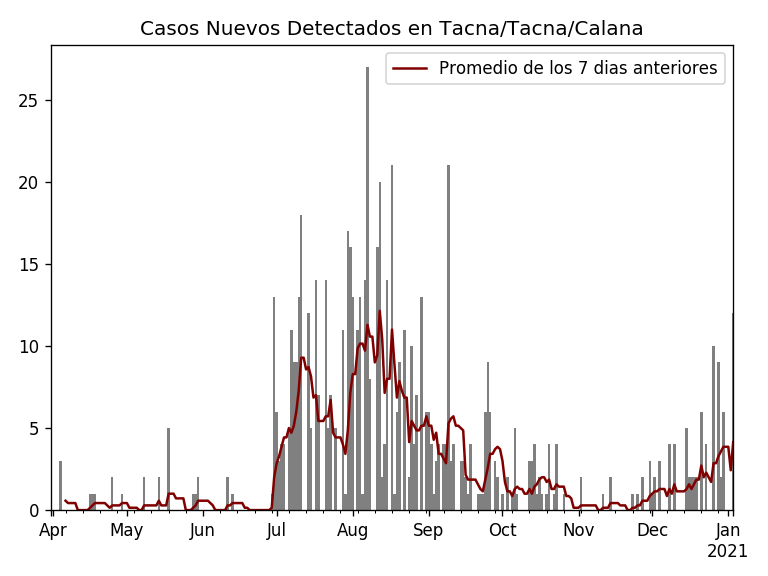 Casos Nuevos Detectados en Tacna/Tacna/Calana
Promedio de los 7 dias anteriores
25
20
15
10
5
0
Apr May Jun Jul Aug Sep Oct Nov Dec Jan
2021